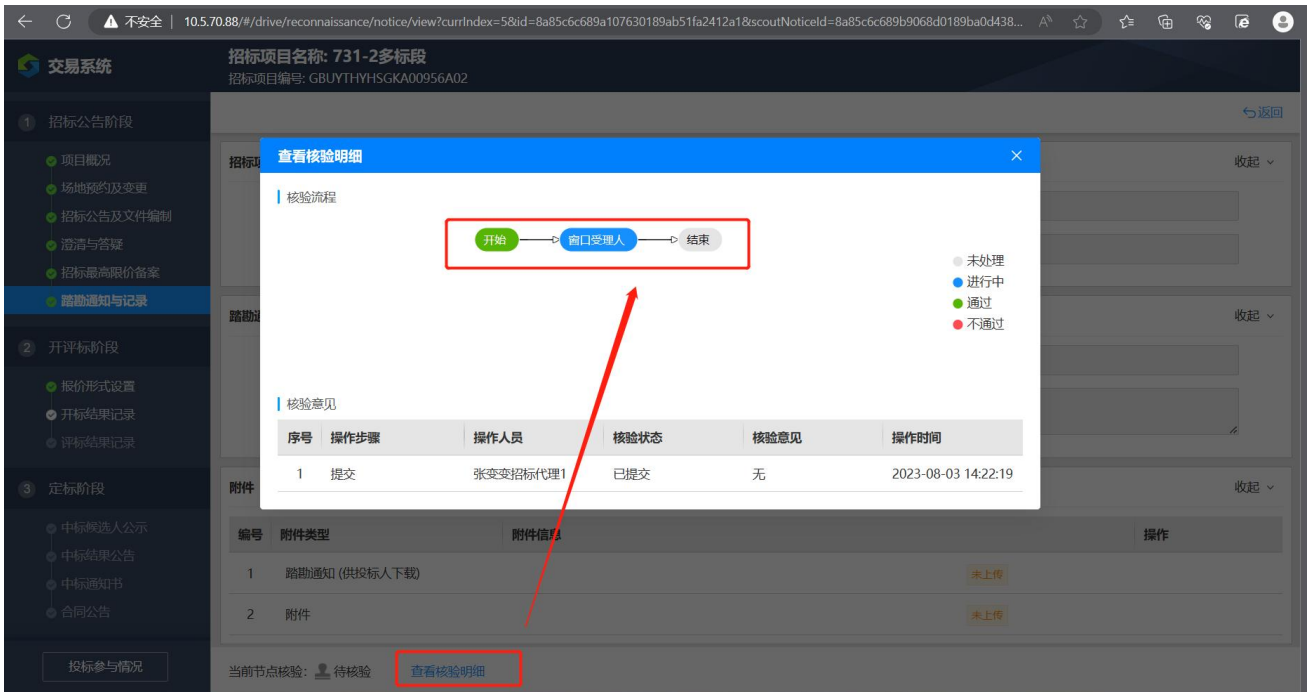 不安全 | 10.5.70.88/#/drive/reconnaissance/notice/view?currIndex=5&id=8a85c6c689a107630189ab51fa2412a1&scoutNoticeId=8a85c6c689b9068d0189ba0d438...
交易系统
招标项目名称: 731-2多标段
招标项目编号: GBUYTHYHSGKA00956A02
返回
1 招标公告阶段
项目概况
场地预约及变更
招标公告及文件编制
澄清与答疑
招标最高限价备案
踏勘通知与记录
2 开评标阶段
报价形式设置
开标结果记录
评标结果记录
3 定标阶段
中标候选人公示
中标结果公告
中标通知书
合同公告
投标参与情况
招标项
收起
踏勘通
收起
查看核验明细
核验流程
开始 窗口受理人 结束
未处理
进行中
通过
不通过
核验意见
序号 操作步骤 操作人员 核验状态 核验意见 操作时间
1 提交 张变变招标代理1 已提交 无 2023-08-03 14:22:19
附件
收起
编号 附件类型 附件信息 操作
1 踏勘通知 (供投标人下载) 未上传
2 附件 未上传
当前节点核验: 待核验 查看核验明细